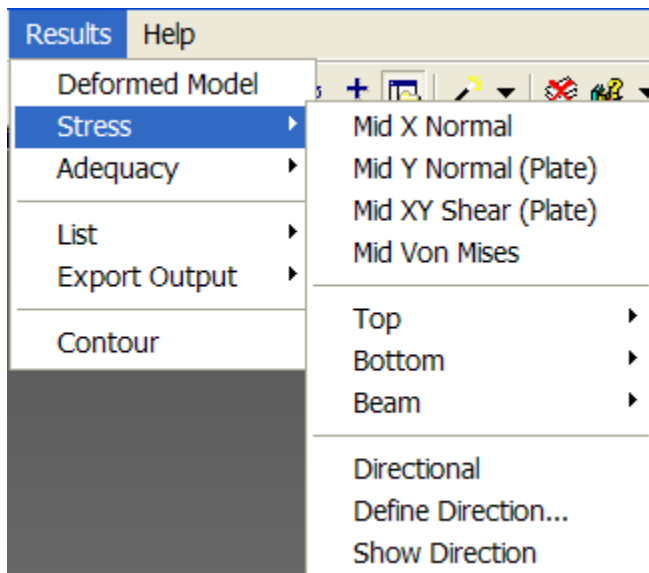 Results Help
Deformed Model
Stress
Adequacy
List
Export Output
Contour
Mid X Normal
Mid Y Normal (Plate)
Mid XY Shear (Plate)
Mid Von Mises
Top
Bottom
Beam
Directional
Define Direction...
Show Direction